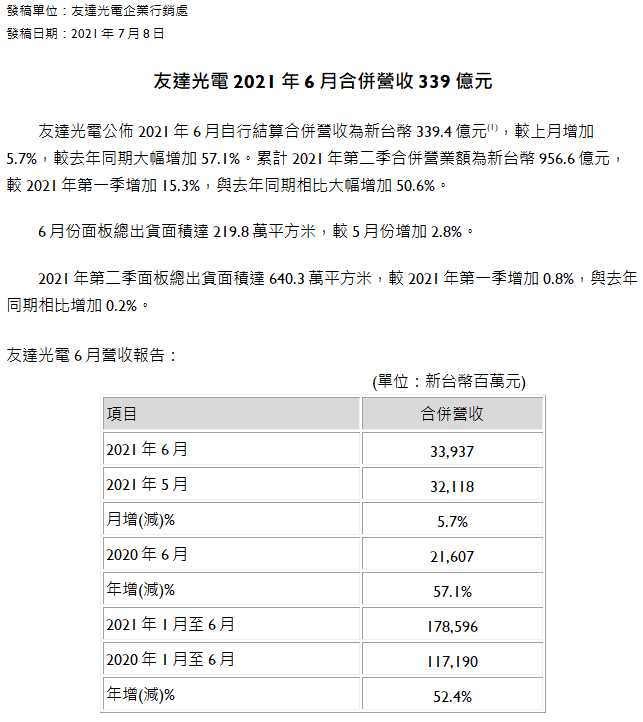 發稿單位：友達光電企業行銷處
發稿日期：2021 年 7 月 8 日
友達光電 2021 年 6 月合併營收 339 億元
友達光電公佈 2021 年 6 月自行結算合併營收為新台幣 339.4 億元(1)，較上月增加
5.7%，較去年同期大幅增加 57.1%。累計 2021 年第二季合併營業額為新台幣 956.6 億元，
較 2021 年第一季增加 15.3%，與去年同期相比大幅增加 50.6%。
6 月份面板總出貨面積達 219.8 萬平方米，較 5 月份增加 2.8%。
2021 年第二季面板總出貨面積達 640.3 萬平方米，較 2021 年第一季增加 0.8%，與去年
同期相比增加 0.2%。
友達光電 6 月營收報告：
(單位：新台幣百萬元)
項目 合併營收
2021 年 6 月 33,937
2021 年 5 月 32,118
月增(減)% 5.7%
2020 年 6 月 21,607
年增(減)% 57.1%
2021 年 1 月至 6 月 178,596
2020 年 1 月至 6 月 117,190
年增(減)% 52.4%